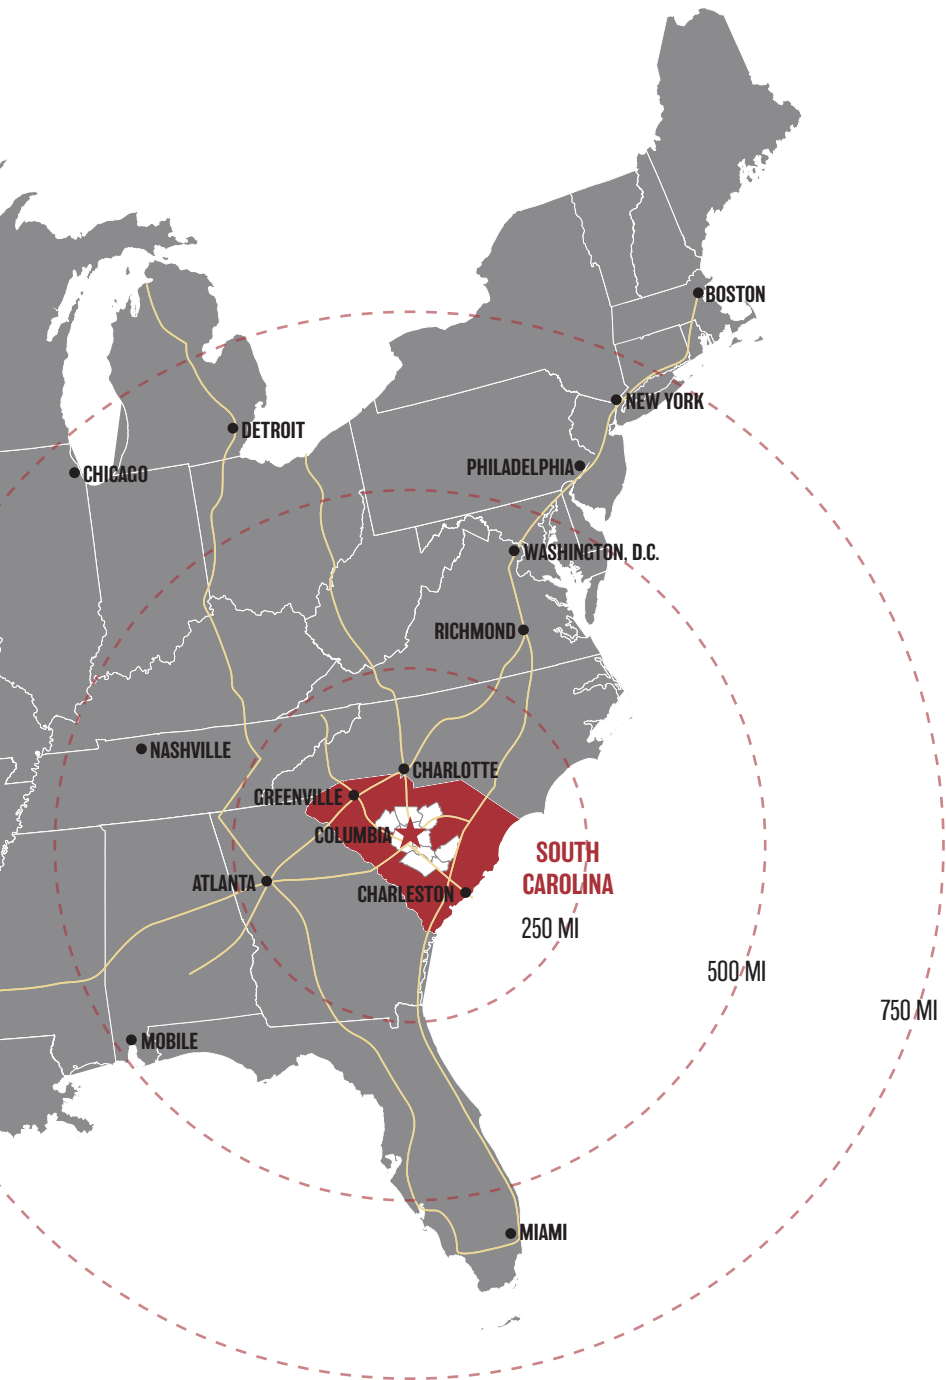 BOSTON
NEW YORK
DETROIT
PHILADELPHIA
CHICAGO
WASHINGTON, D.C.
RICHMOND
NASHVILLE
CHARLOTTE
GREENVILLE
COLUMBIA
SOUTH
CAROLINA
ATLANTA
CHARLESTON
250 MI
500 MI
750 MI
MOBILE
MIAMI